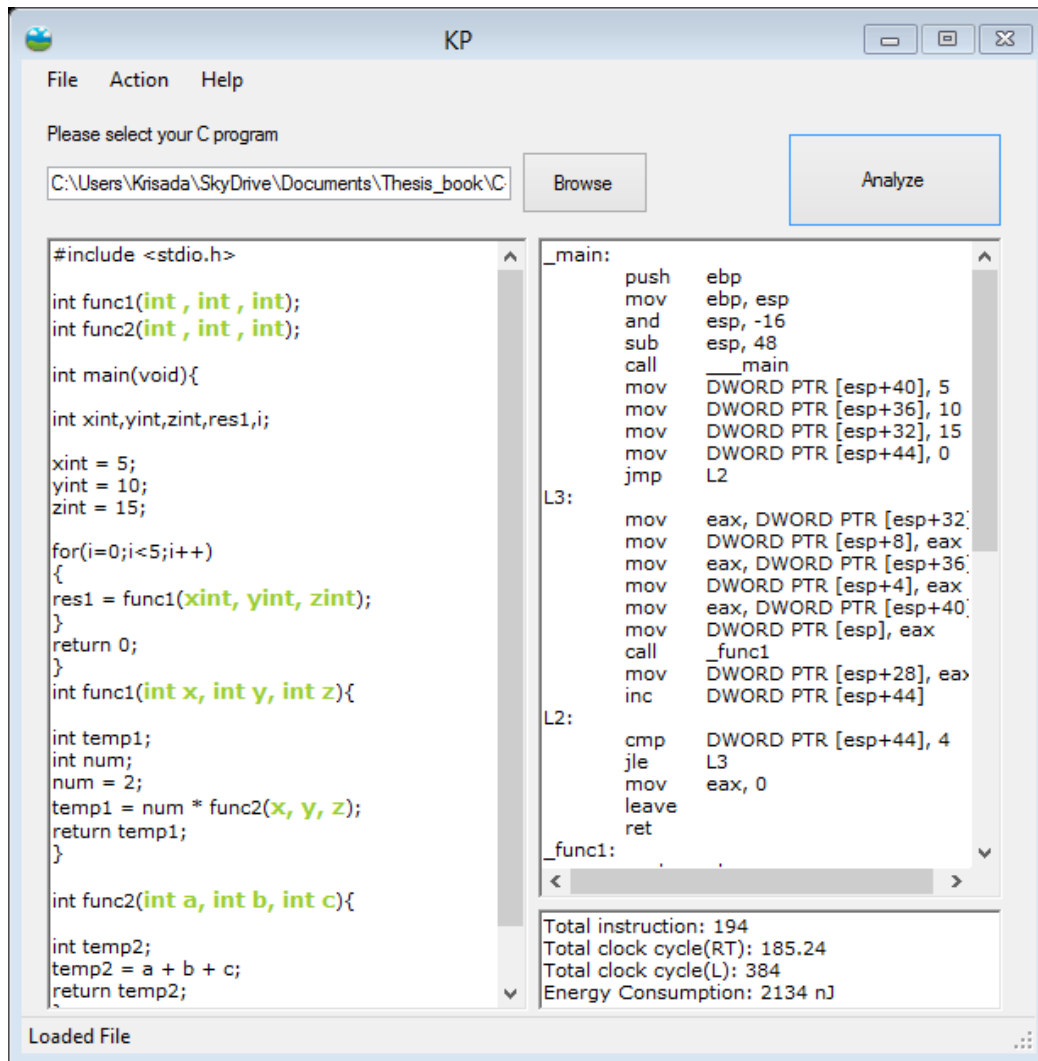 KP
File Action Help
Please select your C program
C:\Users\Krisada\SkyDrive\Documents\Thesis_book\C
Browse
Analyze
#include <stdio.h>
int func1(int , int , int);
int func2(int , int , int);
int main(void){
int xint,yint,zint,res1,i;
xint = 5;
yint = 10;
zint = 15;
for(i=0;i<5;i++)
{
res1 = func1(xint, yint, zint);
}
return 0;
}
int func1(int x, int y, int z){
int temp1;
int num;
num = 2;
temp1 = num * func2(x, y, z);
return temp1;
}
int func2(int a, int b, int c){
int temp2;
temp2 = a + b + c;
return temp2;
_main:
push ebp
mov ebp, esp
and esp, -16
sub esp, 48
call ___main
mov DWORD PTR [esp+40], 5
mov DWORD PTR [esp+36], 10
mov DWORD PTR [esp+32], 15
mov DWORD PTR [esp+44], 0
jmp L2
L3:
mov eax, DWORD PTR [esp+32]
mov DWORD PTR [esp+8], eax
mov eax, DWORD PTR [esp+36]
mov DWORD PTR [esp+4], eax
mov eax, DWORD PTR [esp+40]
mov DWORD PTR [esp], eax
call _func1
mov DWORD PTR [esp+28], eax
inc DWORD PTR [esp+44]
L2:
cmp DWORD PTR [esp+44], 4
jle L3
mov eax, 0
leave
ret
_func1:
Total instruction: 194
Total clock cycle(RT): 185.24
Total clock cycle(L): 384
Energy Consumption: 2134 nJ
Loaded File